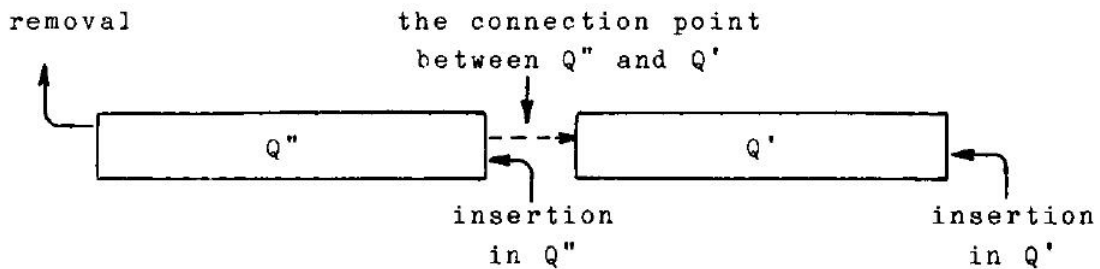 removal
the connection point
between Q" and Q'
Q"
Q'
insertion
in Q"
insertion
in Q'